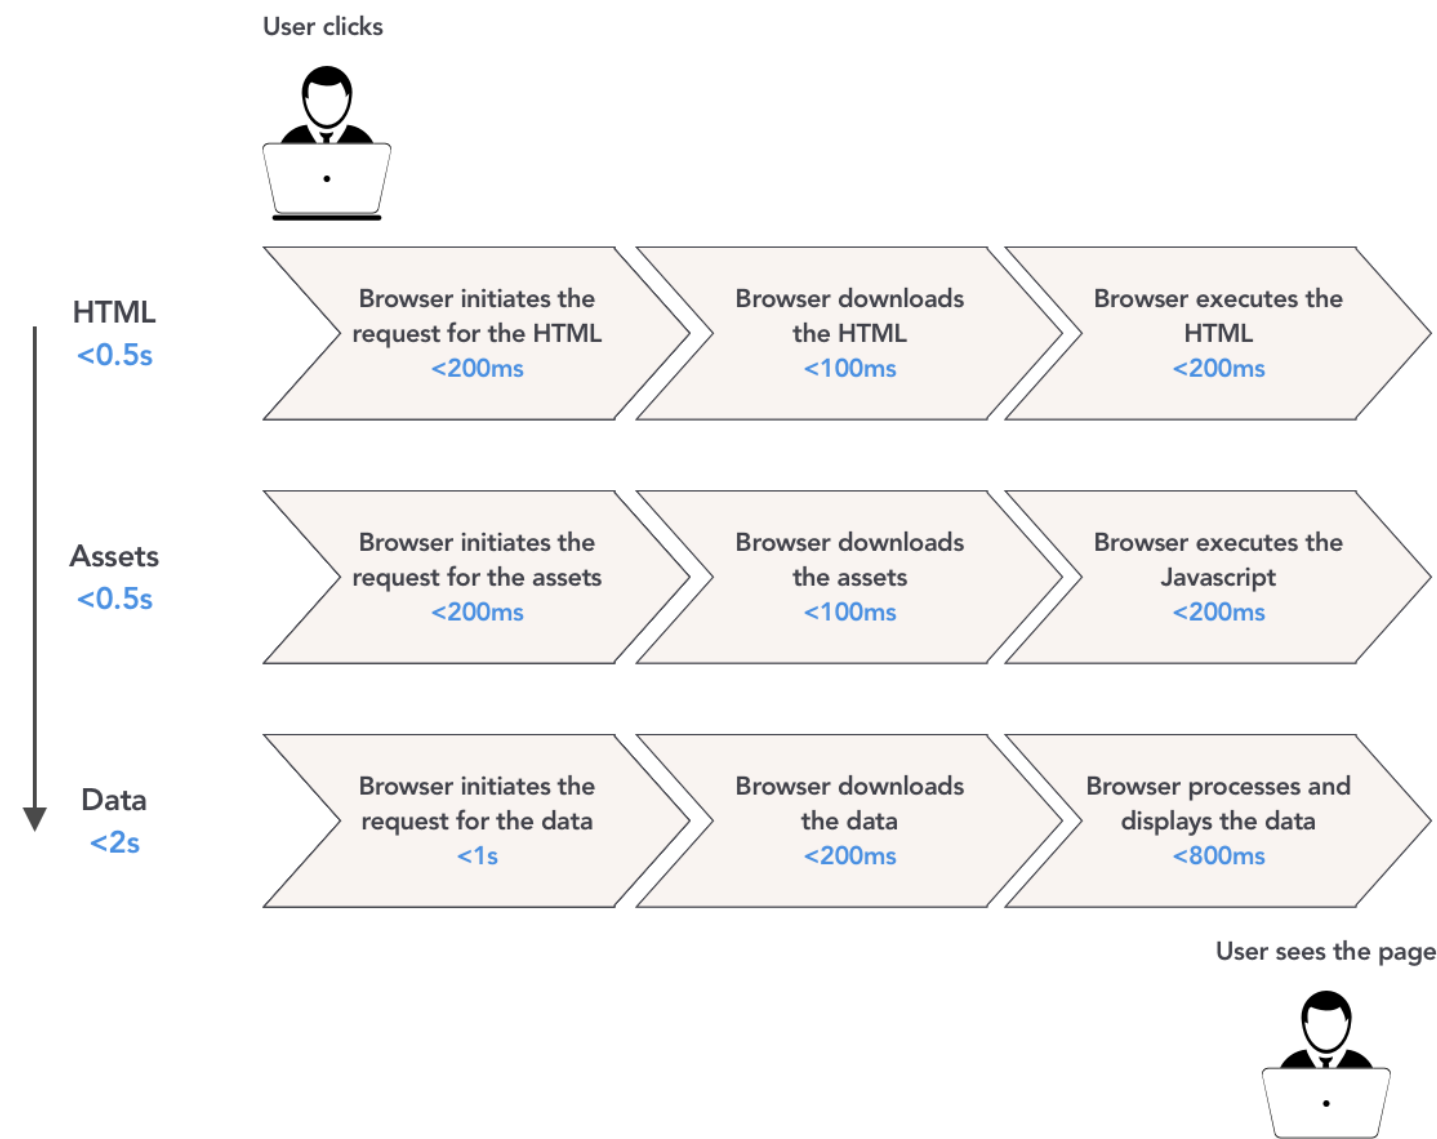 User clicks
HTML
<0.5s
Browser initiates the
request for the HTML
<200ms
Browser downloads
the HTML
<100ms
Browser executes the
HTML
<200ms
Assets
<0.5s
Browser initiates the
request for the assets
<200ms
Browser downloads
the assets
<100ms
Browser executes the
Javascript
<200ms
Data
<2s
Browser initiates the
request for the data
<1s
Browser downloads
the data
<200ms
Browser processes and
displays the data
<800ms
User sees the page